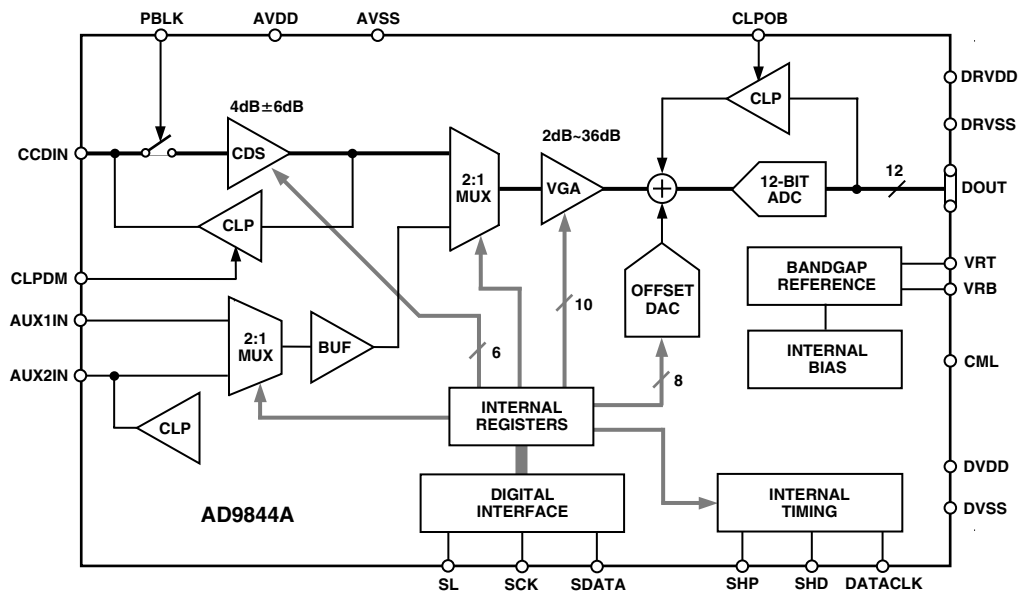 PBLK
AVDD
AVSS
CLPOB
4dB±6dB
CLP
DRVDD
2dB~36dB
DRVSS
CCDIN
CDS
2:1
MUX
VGA
12-BIT
ADC
12
DOUT
CLP
CLPDM
BANDGAP
REFERENCE
VRT
VRB
AUX1IN
2:1
MUX
BUF
10
OFFSET
DAC
6
8
INTERNAL
BIAS
CML
AUX2IN
CLP
INTERNAL
REGISTERS
DVDD
DIGITAL
INTERFACE
INTERNAL
TIMING
DVSS
AD9844A
SL
SCK
SDATA
SHP
SHD
DATACLK